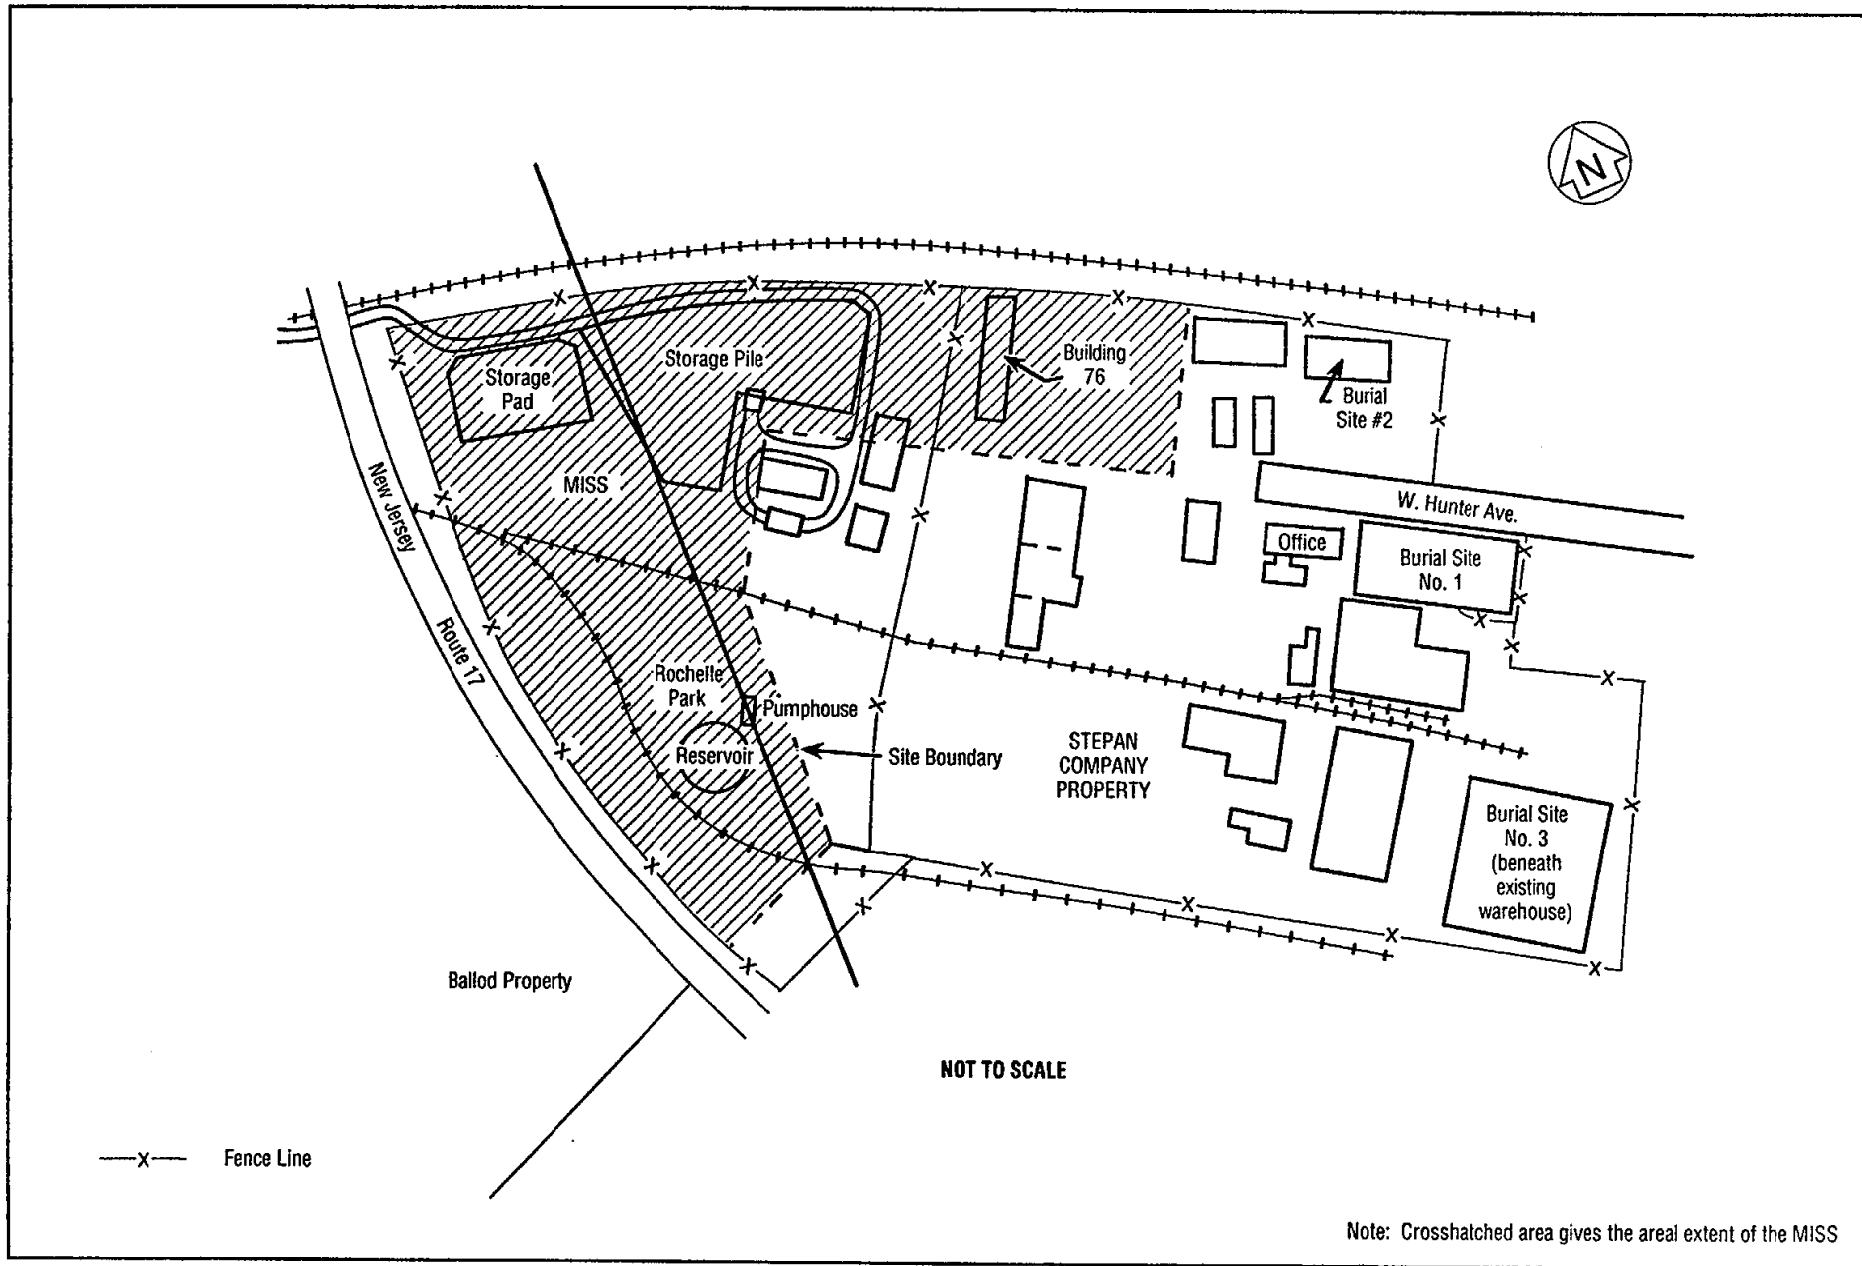 N
Storage
Pad
Storage Pile
Building
76
Burial
Site #2
MISS
New Jersey
Route 17
W. Hunter Ave.
Office
Burial Site
No. 1
Rochelle
Park
Pumphouse
Reservoir
Site Boundary
STEPAN
COMPANY
PROPERTY
Burial Site
No. 3
(beneath
existing
warehouse)
Ballod Property
NOT TO SCALE
X Fence Line
Note: Crosshatched area gives the areal extent of the MISS